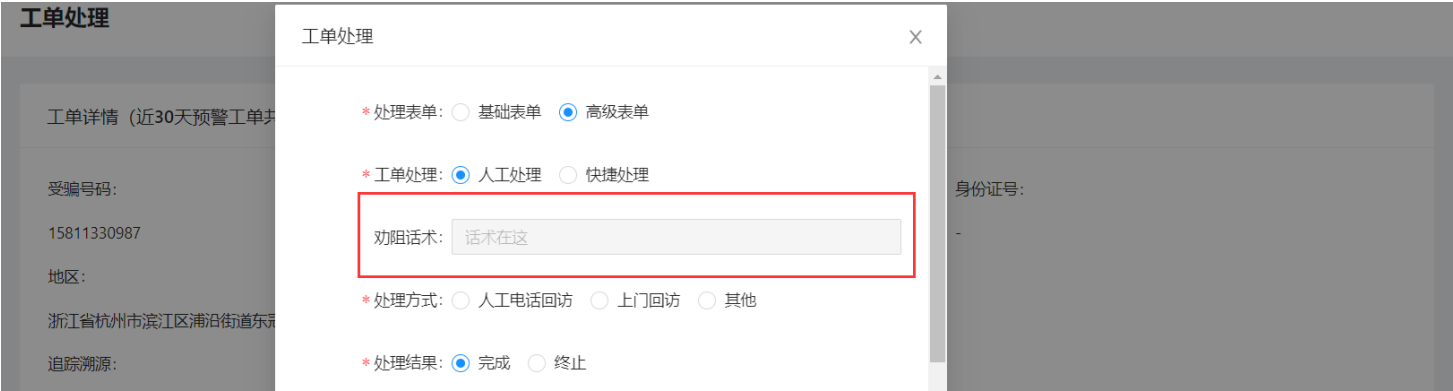 工单处理
工单处理
* 处理表单: 基础表单 高级表单
工单详情 (近30天预警工单共
* 工单处理: 人工处理 快捷处理
受骗号码:
身份证号:
劝阻话术: 话术在这
15811330987
-
地区:
* 处理方式: 人工电话回访 上门回访 其他
浙江省杭州市滨江区浦沿街道东冠
追踪溯源:
* 处理结果: 完成 终止